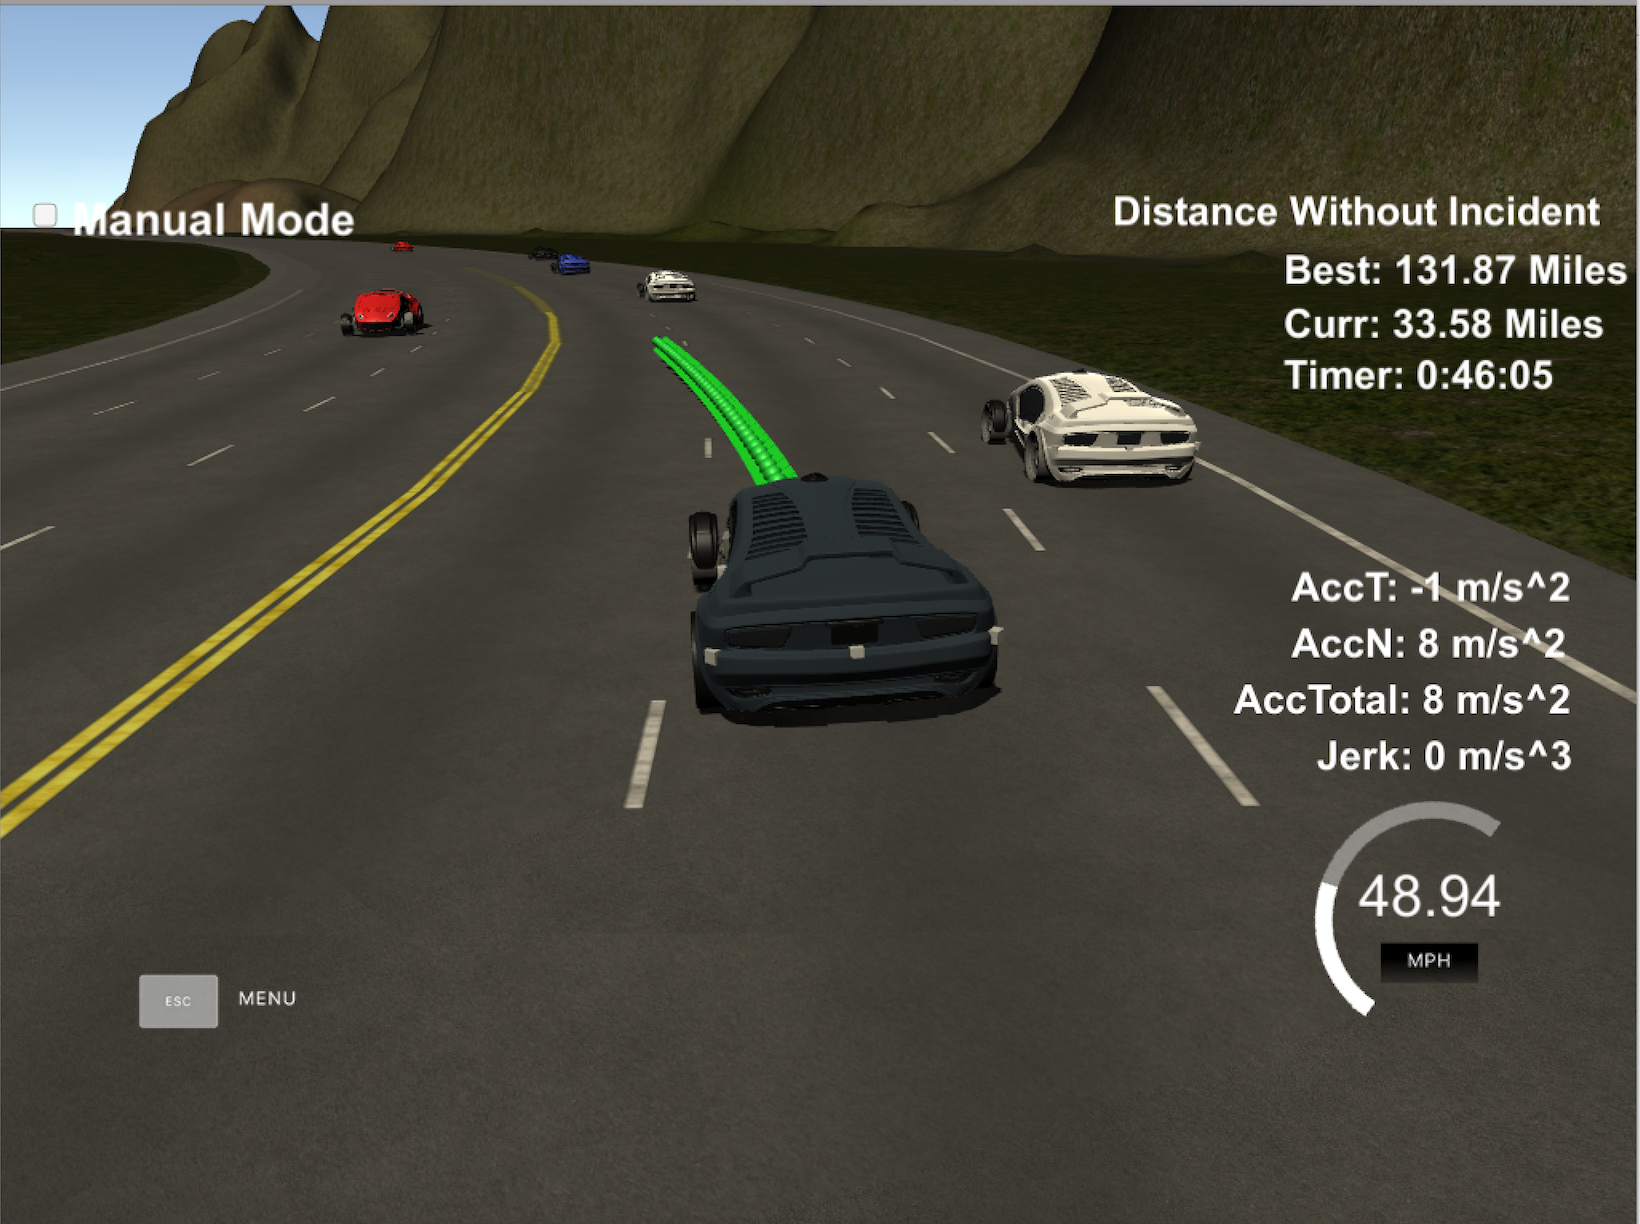 Manual Mode
Distance Without Incident
Best: 131.87 Miles
Curr: 33.58 Miles
Timer: 0:46:05
AccT: -1 m/s^2
AccN: 8 m/s^2
AccTotal: 8 m/s^2
Jerk: 0 m/s^3
48.94
MPH
ESC MENU